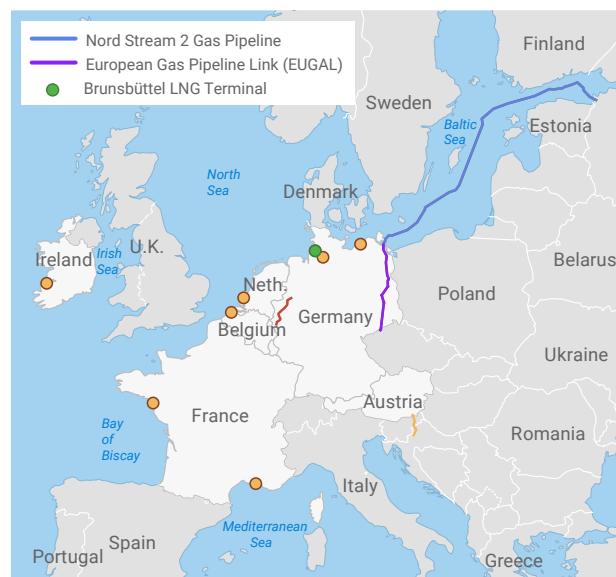 Nord Stream 2 Gas Pipeline
European Gas Pipeline Link (EUGAL)
Brunsbüttel LNG Terminal
Finland
Sweden
Baltic
Sea
Estonia
North
Sea
Denmark
Ireland
Irish
Sea
U.K.
Belarus
Neth.
Poland
Belgium
Germany
Ukraine
Austria
France
Bay
of
Biscay
Romania
Italy
Mediterranean
Sea
Spain
Portugal
Greece